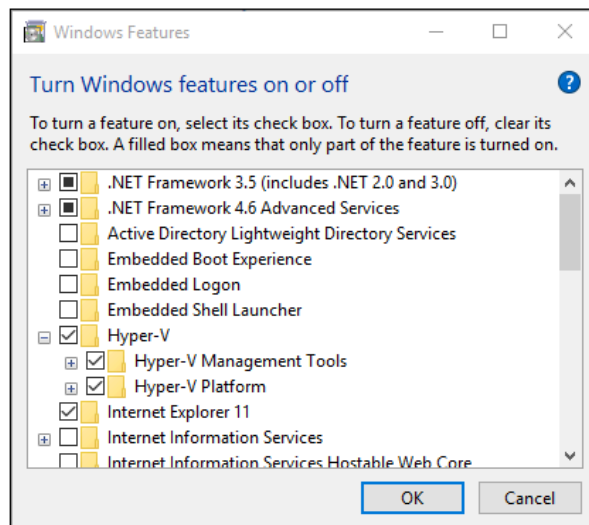 Windows Features
Turn Windows features on or off
?
To turn a feature on, select its check box. To turn a feature off, clear its
check box. A filled box means that only part of the feature is turned on.
.NET Framework 3.5 (includes .NET 2.0 and 3.0)
.NET Framework 4.6 Advanced Services
Active Directory Lightweight Directory Services
Embedded Boot Experience
Embedded Logon
Embedded Shell Launcher
Hyper-V
Hyper-V Management Tools
Hyper-V Platform
Internet Explorer 11
Internet Information Services
Internet Information Services Hostable Web Core
OK
Cancel